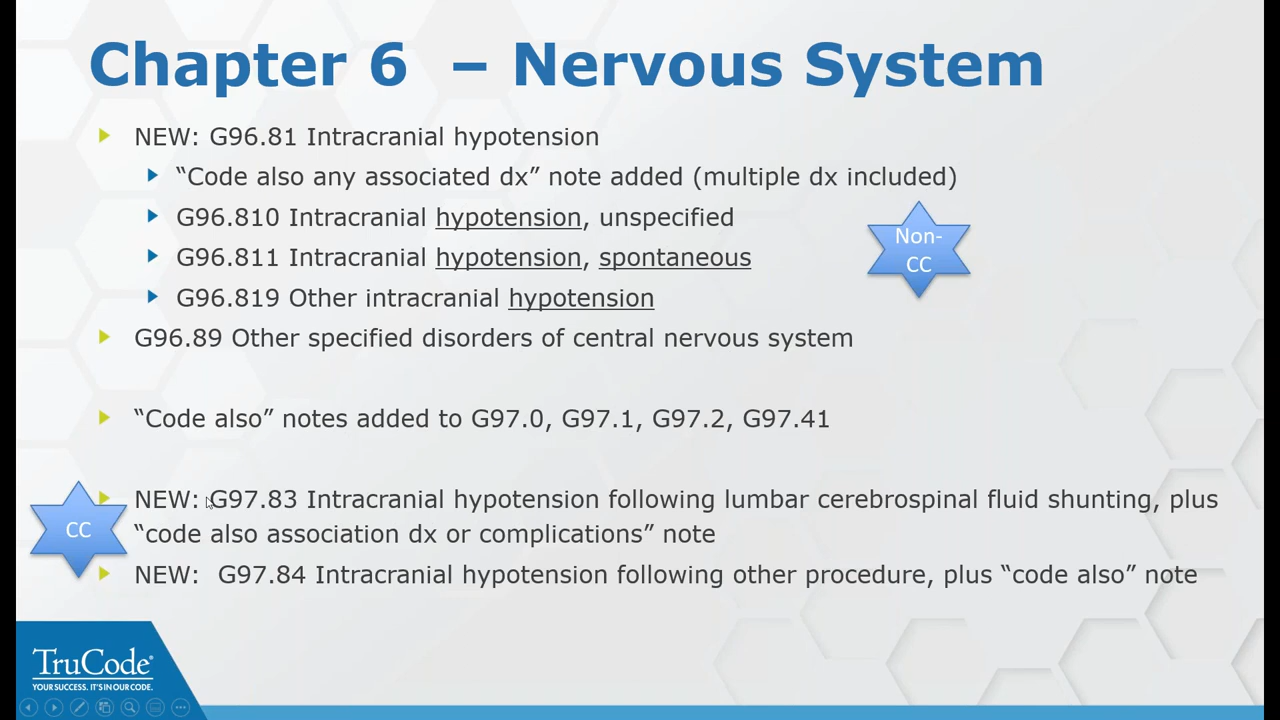 Chapter 6 – Nervous System
NEW: G96.81 Intracranial hypotension
“Code also any associated dx” note added (multiple dx included)
G96.810 Intracranial hypotension, unspecified
G96.811 Intracranial hypotension, spontaneous
G96.819 Other intracranial hypotension
Non-
CC
G96.89 Other specified disorders of central nervous system
“Code also” notes added to G97.0, G97.1, G97.2, G97.41
NEW: G97.83 Intracranial hypotension following lumbar cerebrospinal fluid shunting, plus
“code also association dx or complications” note
CC
NEW: G97.84 Intracranial hypotension following other procedure, plus “code also” note
TruCode®
YOUR SUCCESS. IT'S IN OUR CODE.